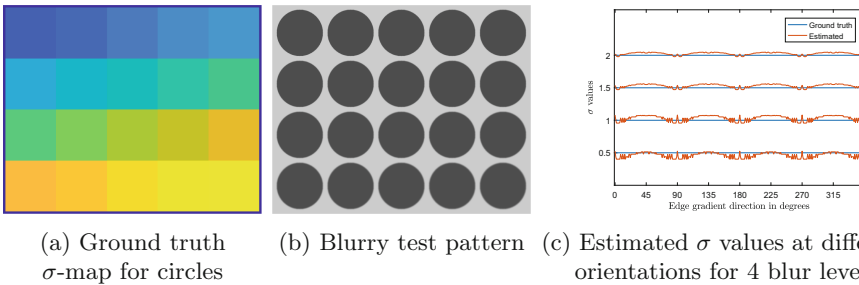 Ground truth
Estimated
2
1.5
1
0.5
σ values
0 45 90 135 180 225 270 315
Edge gradient direction in degrees
(a) Ground truth
σ-map for circles
(b) Blurry test pattern
(c) Estimated σ values at diffe
orientations for 4 blur leve